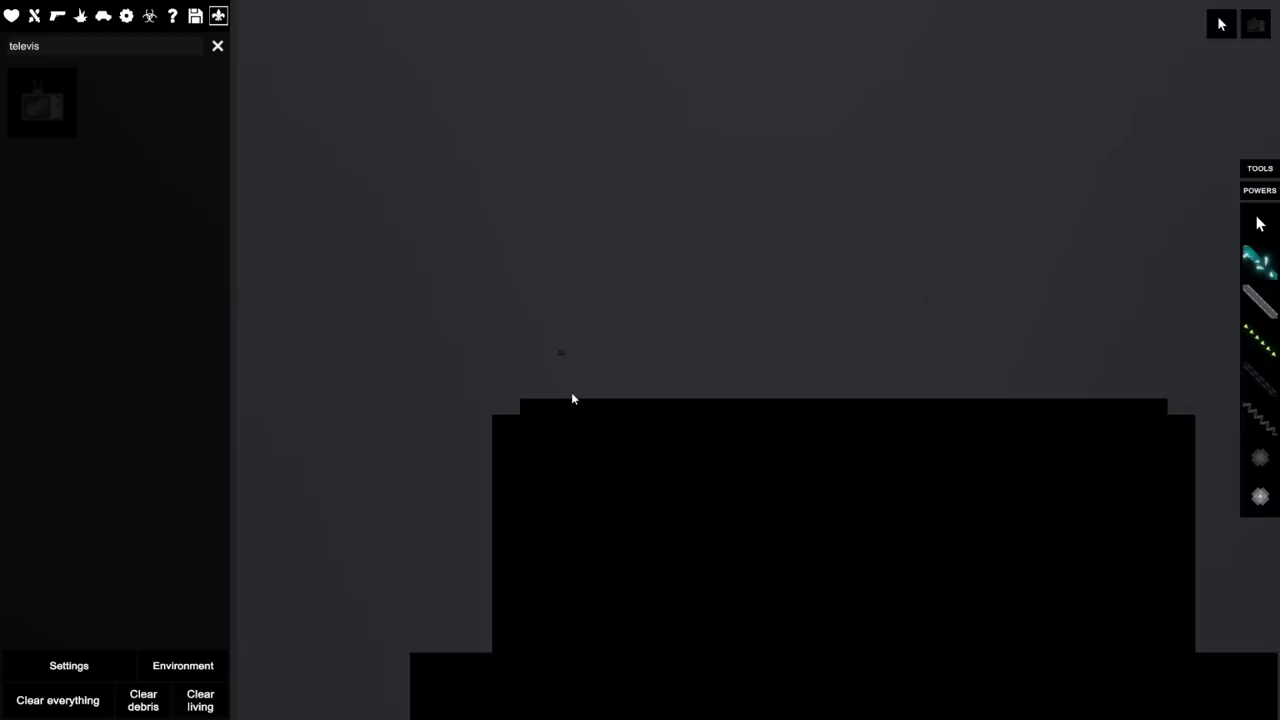 televis
TOOLS
POWERS
Settings
Environment
Clear everything
Clear
debris
Clear
living